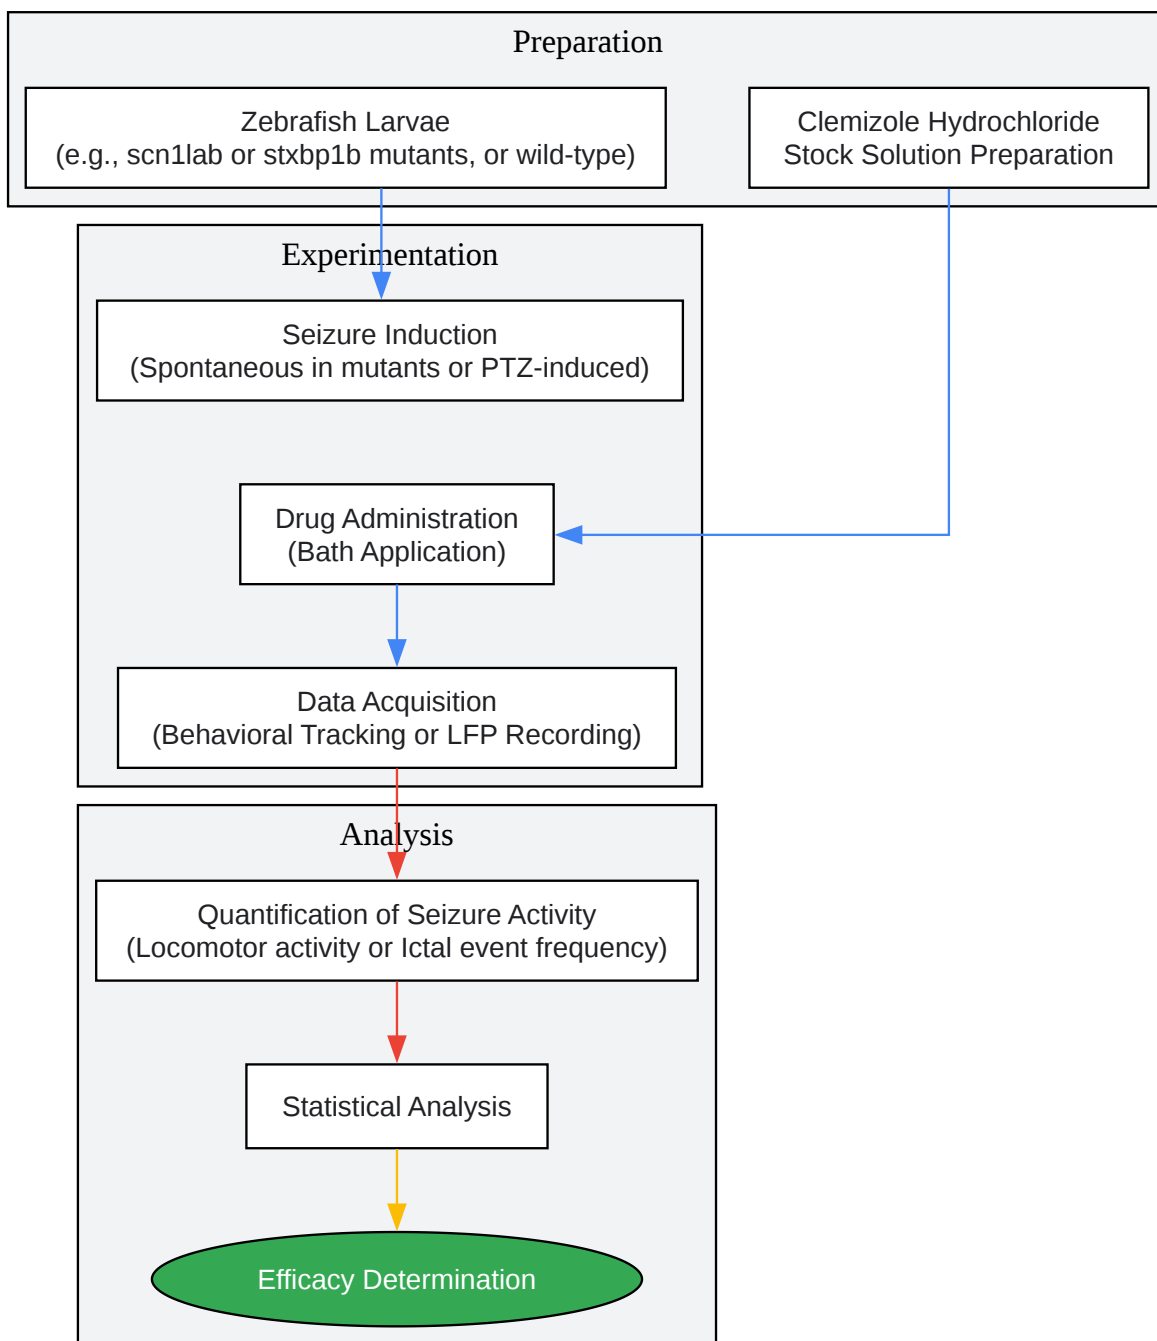 Preparation
Zebrafish Larvae
(e.g., scn1lab or stxbp1b mutants, or wild-type)
Clemizole Hydrochloride
Stock Solution Preparation
Experimentation
Seizure Induction
(Spontaneous in mutants or PTZ-induced)
Drug Administration
(Bath Application)
Data Acquisition
(Behavioral Tracking or LFP Recording)
Analysis
Quantification of Seizure Activity
(Locomotor activity or Ictal event frequency)
Statistical Analysis
Efficacy Determination